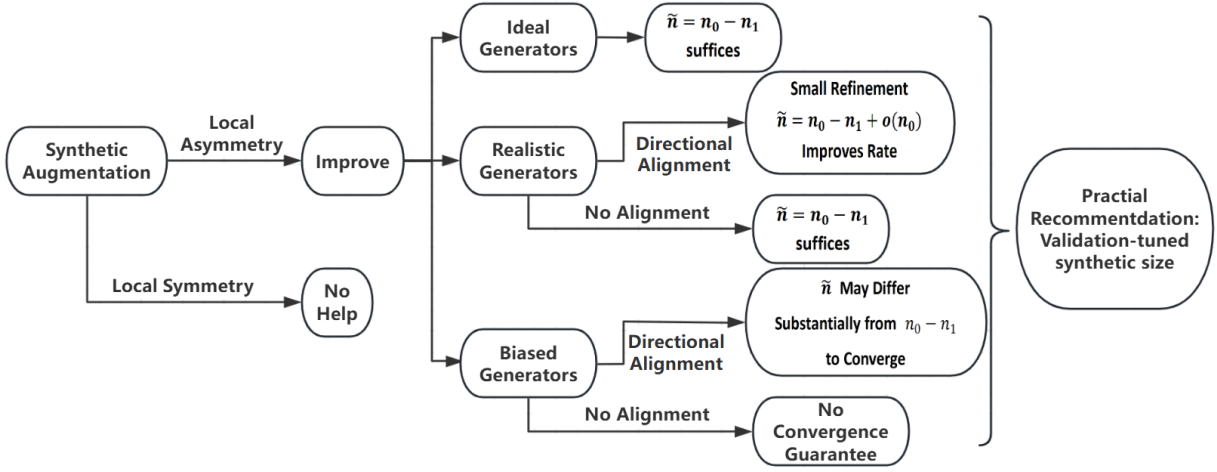 Synthetic
Augmentation
Local
Asymmetry
Local Symmetry
Improve
No
Help
Ideal
Generators
ñ = n₀ − n₁
suffices
Realistic
Generators
Directional
Alignment
Small Refinement
ñ = n₀ − n₁ + o(n₀)
Improves Rate
No Alignment
ñ = n₀ − n₁
suffices
Biased
Generators
Directional
Alignment
ñ May Differ
Substantially from n₀ − n₁
to Converge
No Alignment
No
Convergence
Guarantee
Practial
Recommentdation:
Validation-tuned
synthetic size